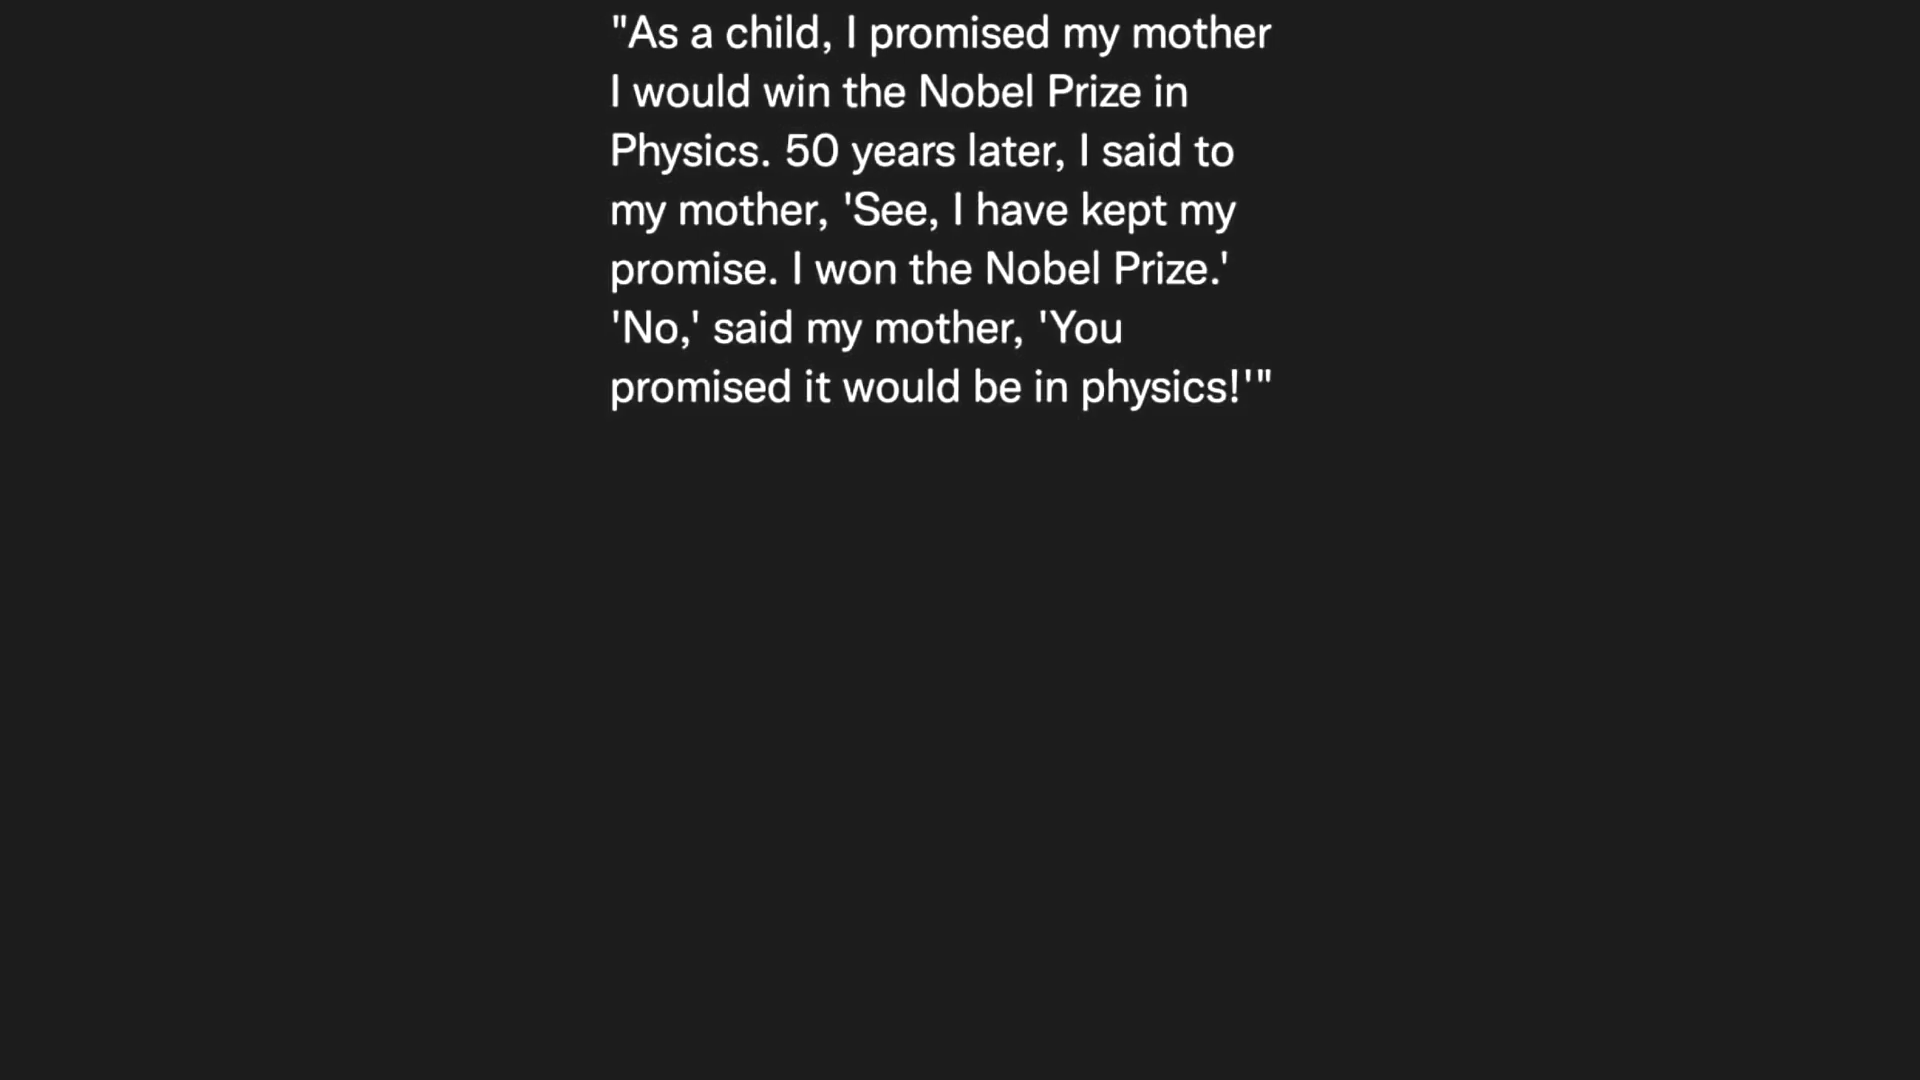 "As a child, I promised my mother
I would win the Nobel Prize in
Physics. 50 years later, I said to
my mother, 'See, I have kept my
promise. I won the Nobel Prize.'
'No,' said my mother, 'You
promised it would be in physics!'"